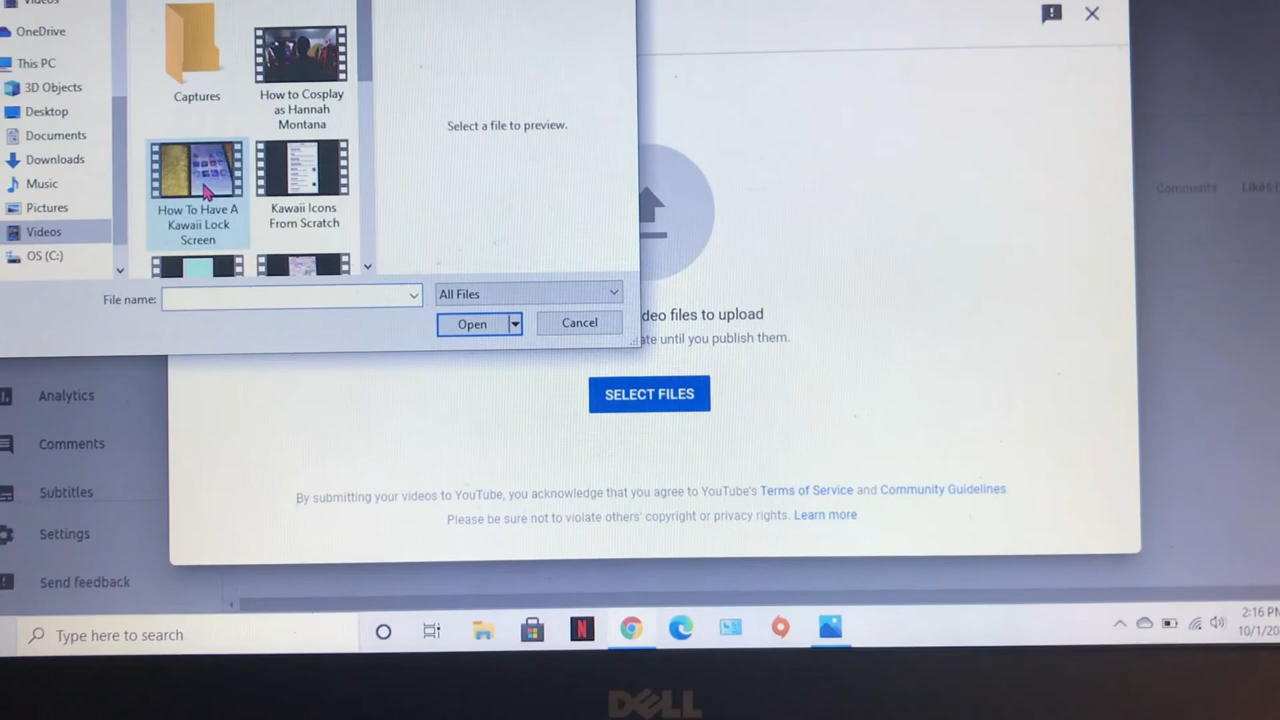 Videos
OneDrive
This PC
3D Objects
Desktop
Documents
Downloads
Music
Pictures
Videos
OS (C:)
Captures
How to Cosplay
as Hannah
Montana
How To Have A
Kawaii Lock
Screen
Kawaii Icons
From Scratch
Select a file to preview.
File name:
All Files
Open
Cancel
deo files to upload
ate until you publish them.
SELECT FILES
By submitting your videos to YouTube, you acknowledge that you agree to YouTube's Terms of Service and Community Guidelines
Please be sure not to violate others' copyright or privacy rights. Learn more
Comments
Likes
Analytics
Comments
Subtitles
Settings
Send feedback
Type here to search
N
2:16 PM
10/1/20
DELL